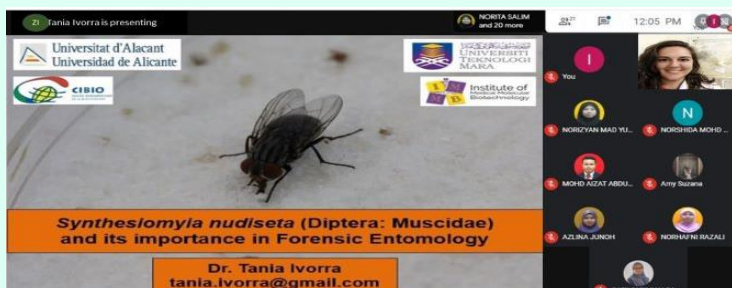 ZI Tania Ivorra is presenting
NORITA SALIM
and 20 more
12:05 PM
Universitat d'Alacant
Universidad de Alicante
CIBIO
UNIVERSITI
TEKNOLOGI
MARA
IMMB
Institute of
Medical Molecular
Biotechnology
Synthesiomyia nudiseta (Diptera: Muscidae)
and its importance in Forensic Entomology
Dr. Tania Ivorra
tania.ivorra@gmail.com
I
You
NORIZYAN MAD YU...
N
NORSHIDA MOHD ...
MOHD AIZAT ABDU...
Amy Suzana
AZLINA JUNOH
NORHAFNI RAZALI